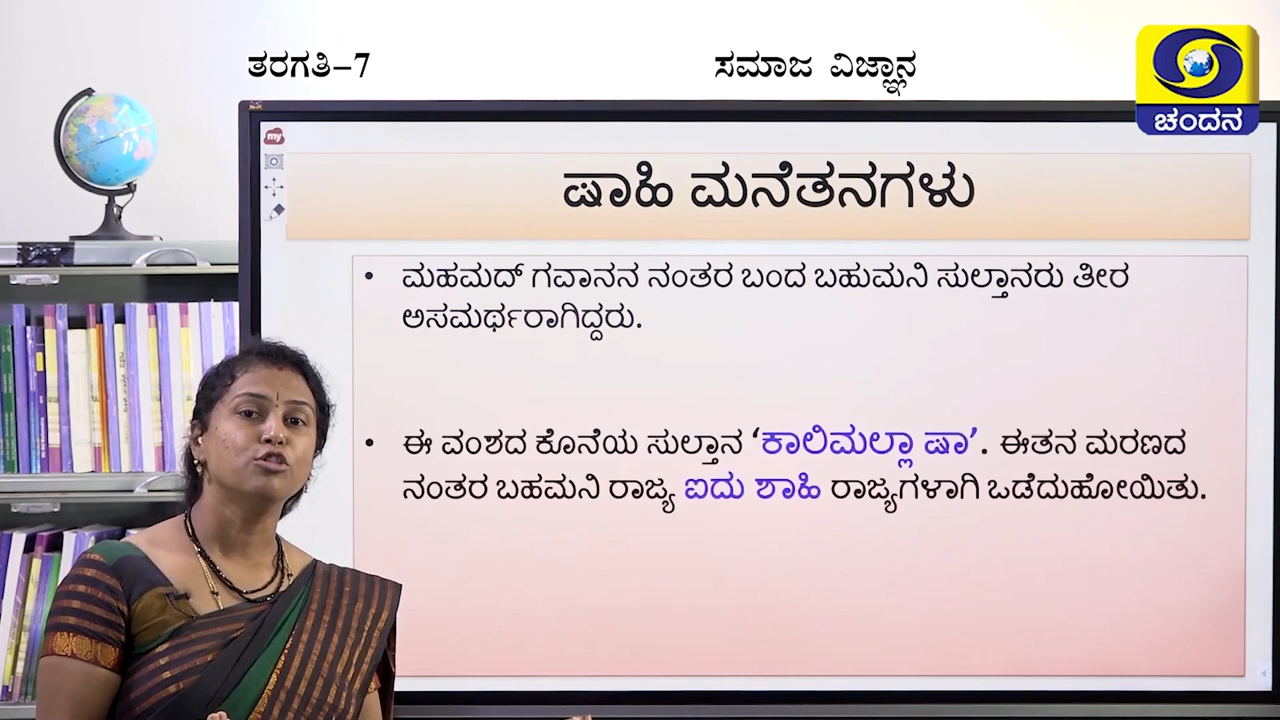 ತರಗತಿ–7
ಸಮಾಜ ವಿಜ್ಞಾನ
ಚಂದನ
my
ಷಾಹಿ ಮನೆತನಗಳು
• ಮಹಮದ್ ಗವಾನನ ನಂತರ ಬಂದ ಬಹುಮನಿ ಸುಲ್ತಾನರು ತೀರ
ಅಸಮರ್ಥರಾಗಿದ್ದರು.
• ಈ ವಂಶದ ಕೊನೆಯ ಸುಲ್ತಾನ ‘ಕಾಲಿಮಲ್ಲಾ ಷಾ’. ಈತನ ಮರಣದ
ನಂತರ ಬಹಮನಿ ರಾಜ್ಯ ಐದು ಶಾಹಿ ರಾಜ್ಯಗಳಾಗಿ ಒಡೆದುಹೋಯಿತು.